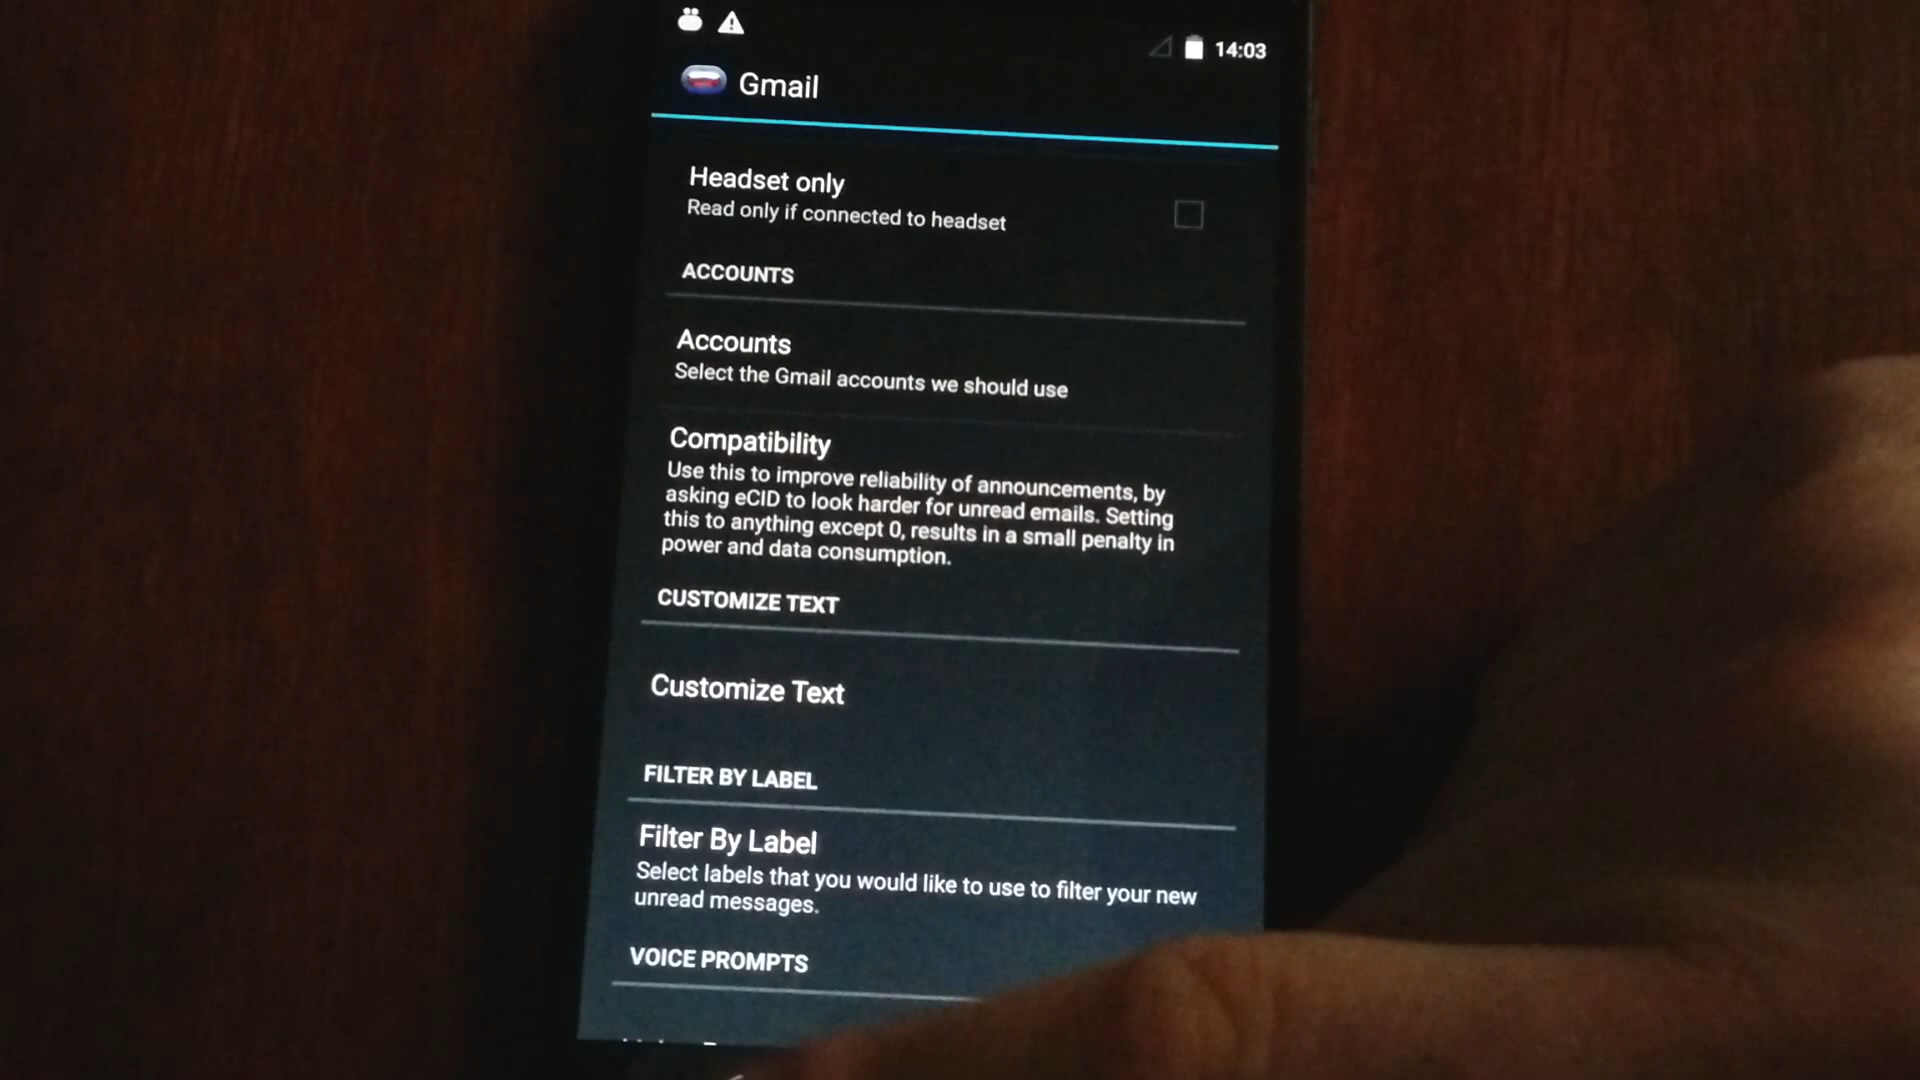 14:03
Gmail
Headset only
Read only if connected to headset
ACCOUNTS
Accounts
Select the Gmail accounts we should use
Compatibility
Use this to improve reliability of announcements, by
asking eCID to look harder for unread emails. Setting
this to anything except 0, results in a small penalty in
power and data consumption.
CUSTOMIZE TEXT
Customize Text
FILTER BY LABEL
Filter By Label
Select labels that you would like to use to filter your new
unread messages.
VOICE PROMPTS